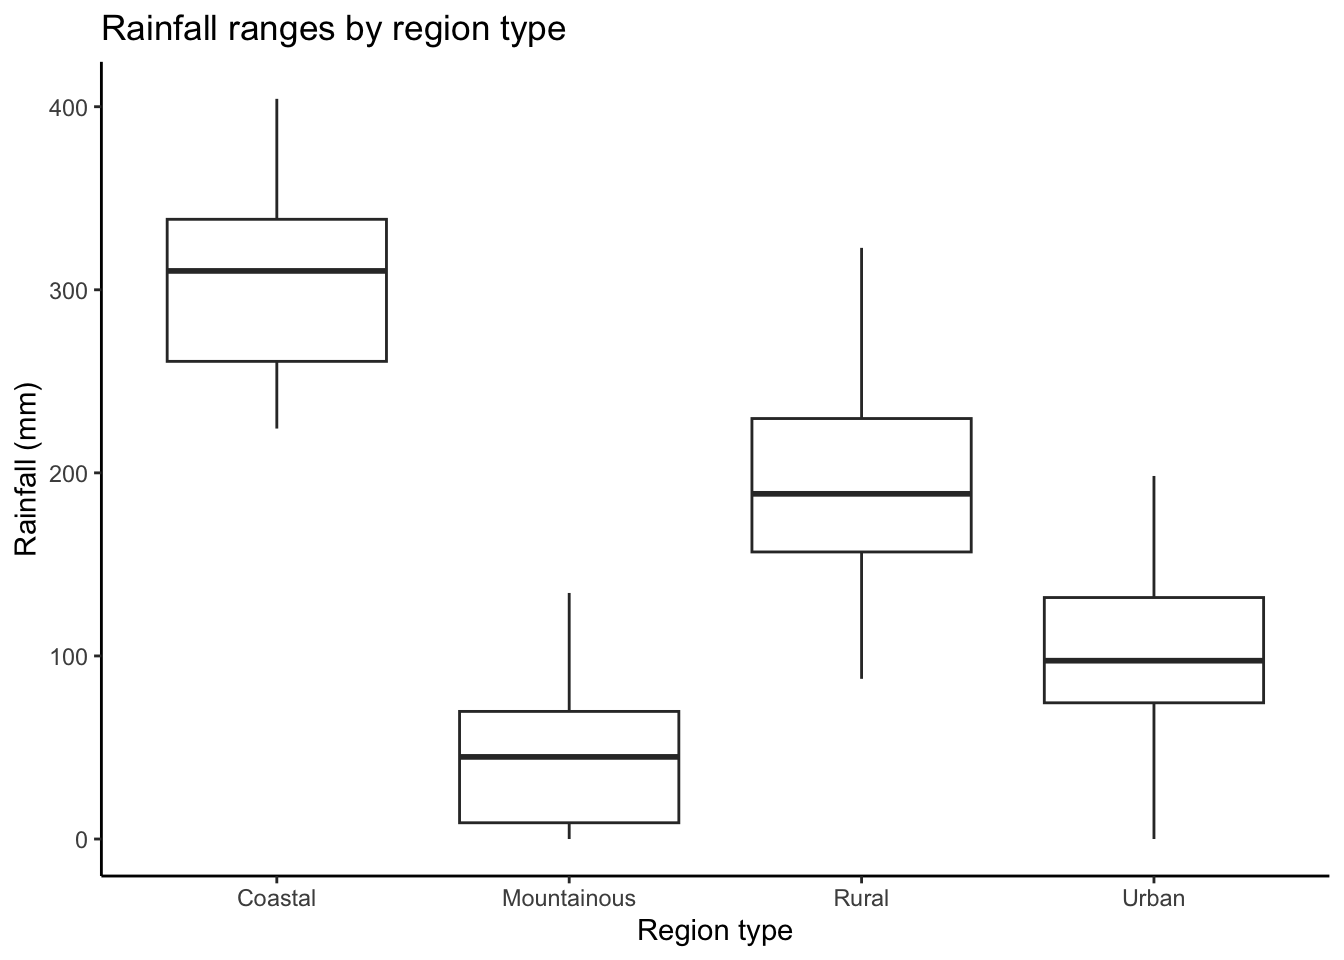 Rainfall ranges by region type
400
300
200
100
0
Rainfall (mm)
Coastal Mountainous Rural Urban
Region type